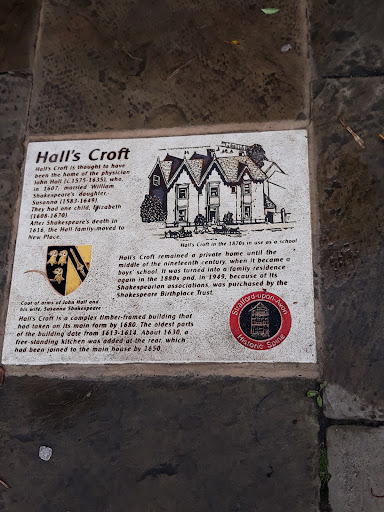 Hall's Croft
Hall's Croft is thought to have
been the home of the physician
John Hall (c.1575-1635), who,
in 1607, married William
Shakespeare's daughter,
Susanna (1583-1649).
They had one child, Elizabeth
(1608-1670).
After Shakespeare's death in
1616, the Hall family moved to
New Place.
Hall's Croft in the 1870s in use as a school
Coat of arms of John Hall and
his wife, Susanna Shakespeare
Hall's Croft remained a private home until the
middle of the nineteenth century, when it became a
boys' school. It was turned into a family residence
again in the 1880s and, in 1949, because of its
Shakespearian associations, was purchased by the
Shakespeare Birthplace Trust.
Hall's Croft is a complex timber-framed building that
had taken on its main form by 1680. The oldest parts
of the building date from 1613-1614. About 1630, a
free-standing kitchen was added at the rear, which
had been joined to the main house by 1650.
Stratford-upon-Avon
Historic Spine